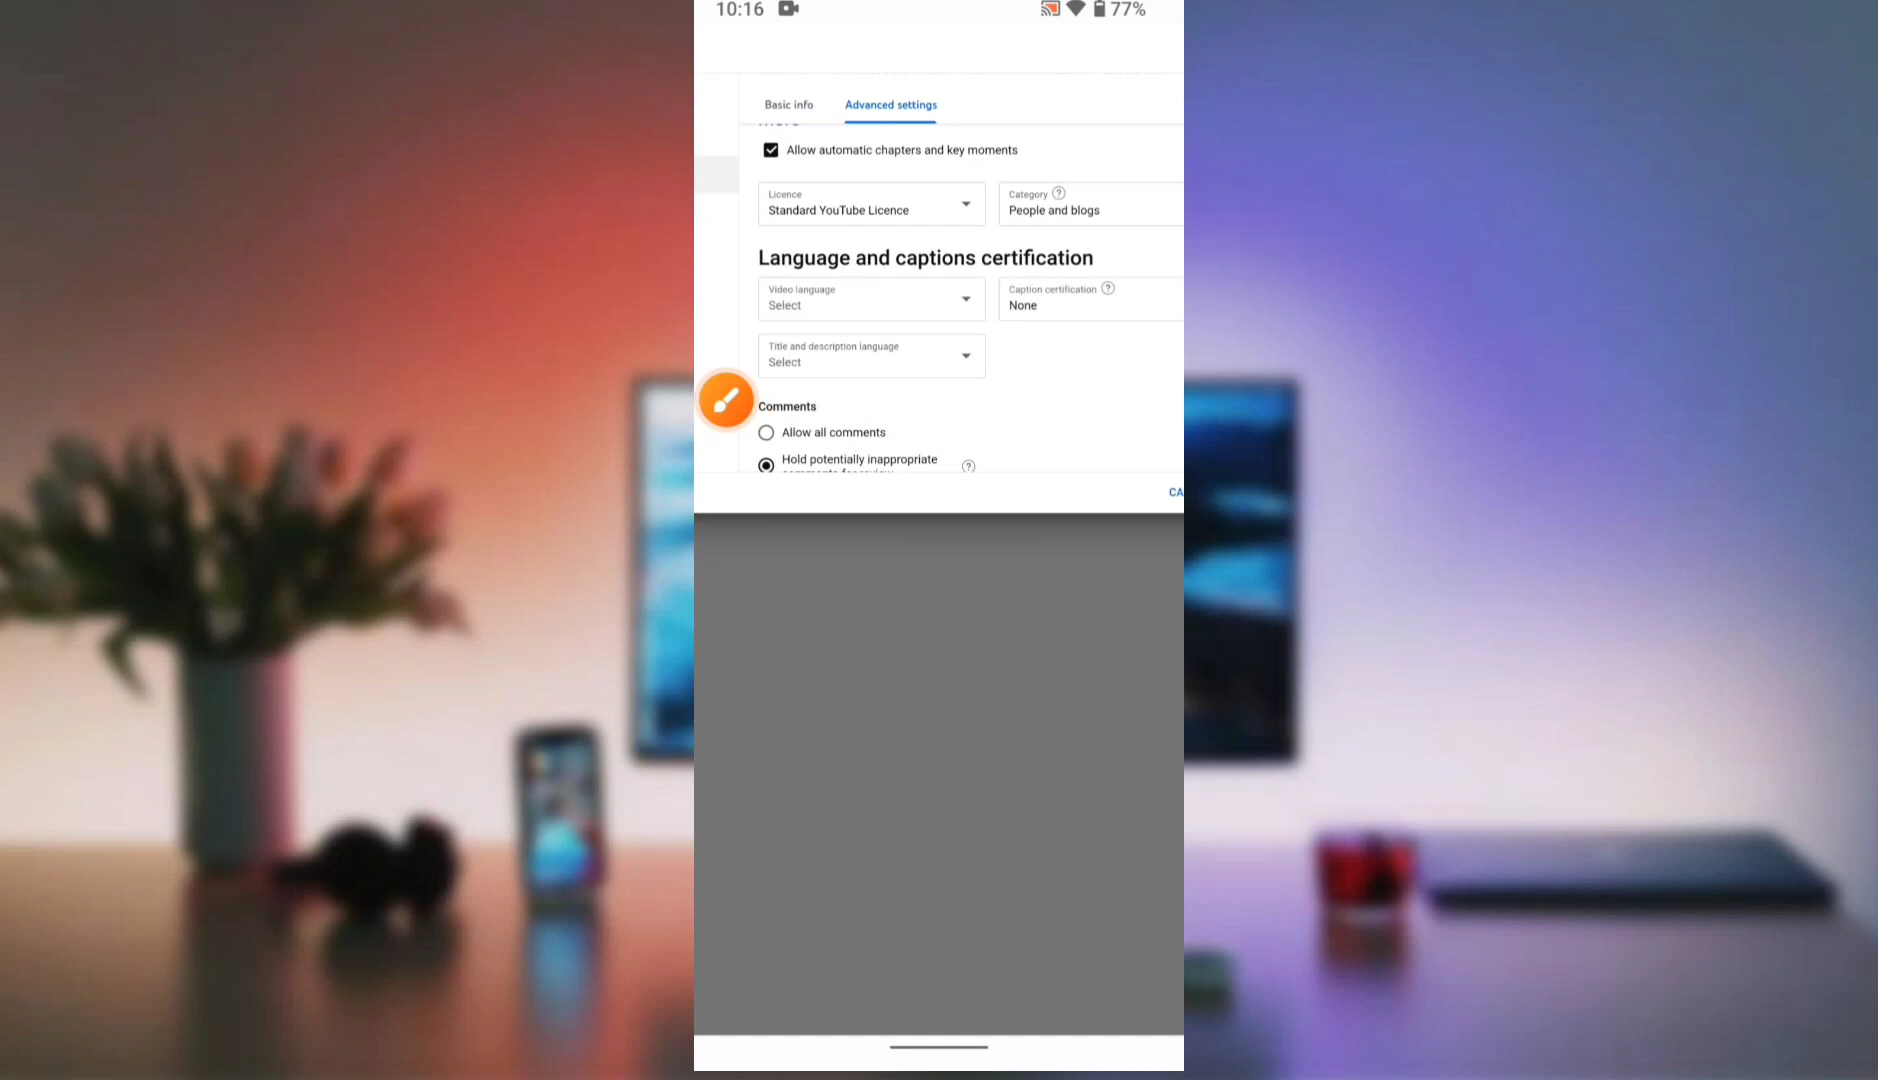 10:16 77%
Basic info Advanced settings
Allow automatic chapters and key moments
Licence
Standard YouTube Licence
Category
People and blogs
Language and captions certification
Video language
Select
Caption certification
None
Title and description language
Select
Comments
Allow all comments
Hold potentially inappropriate
CA